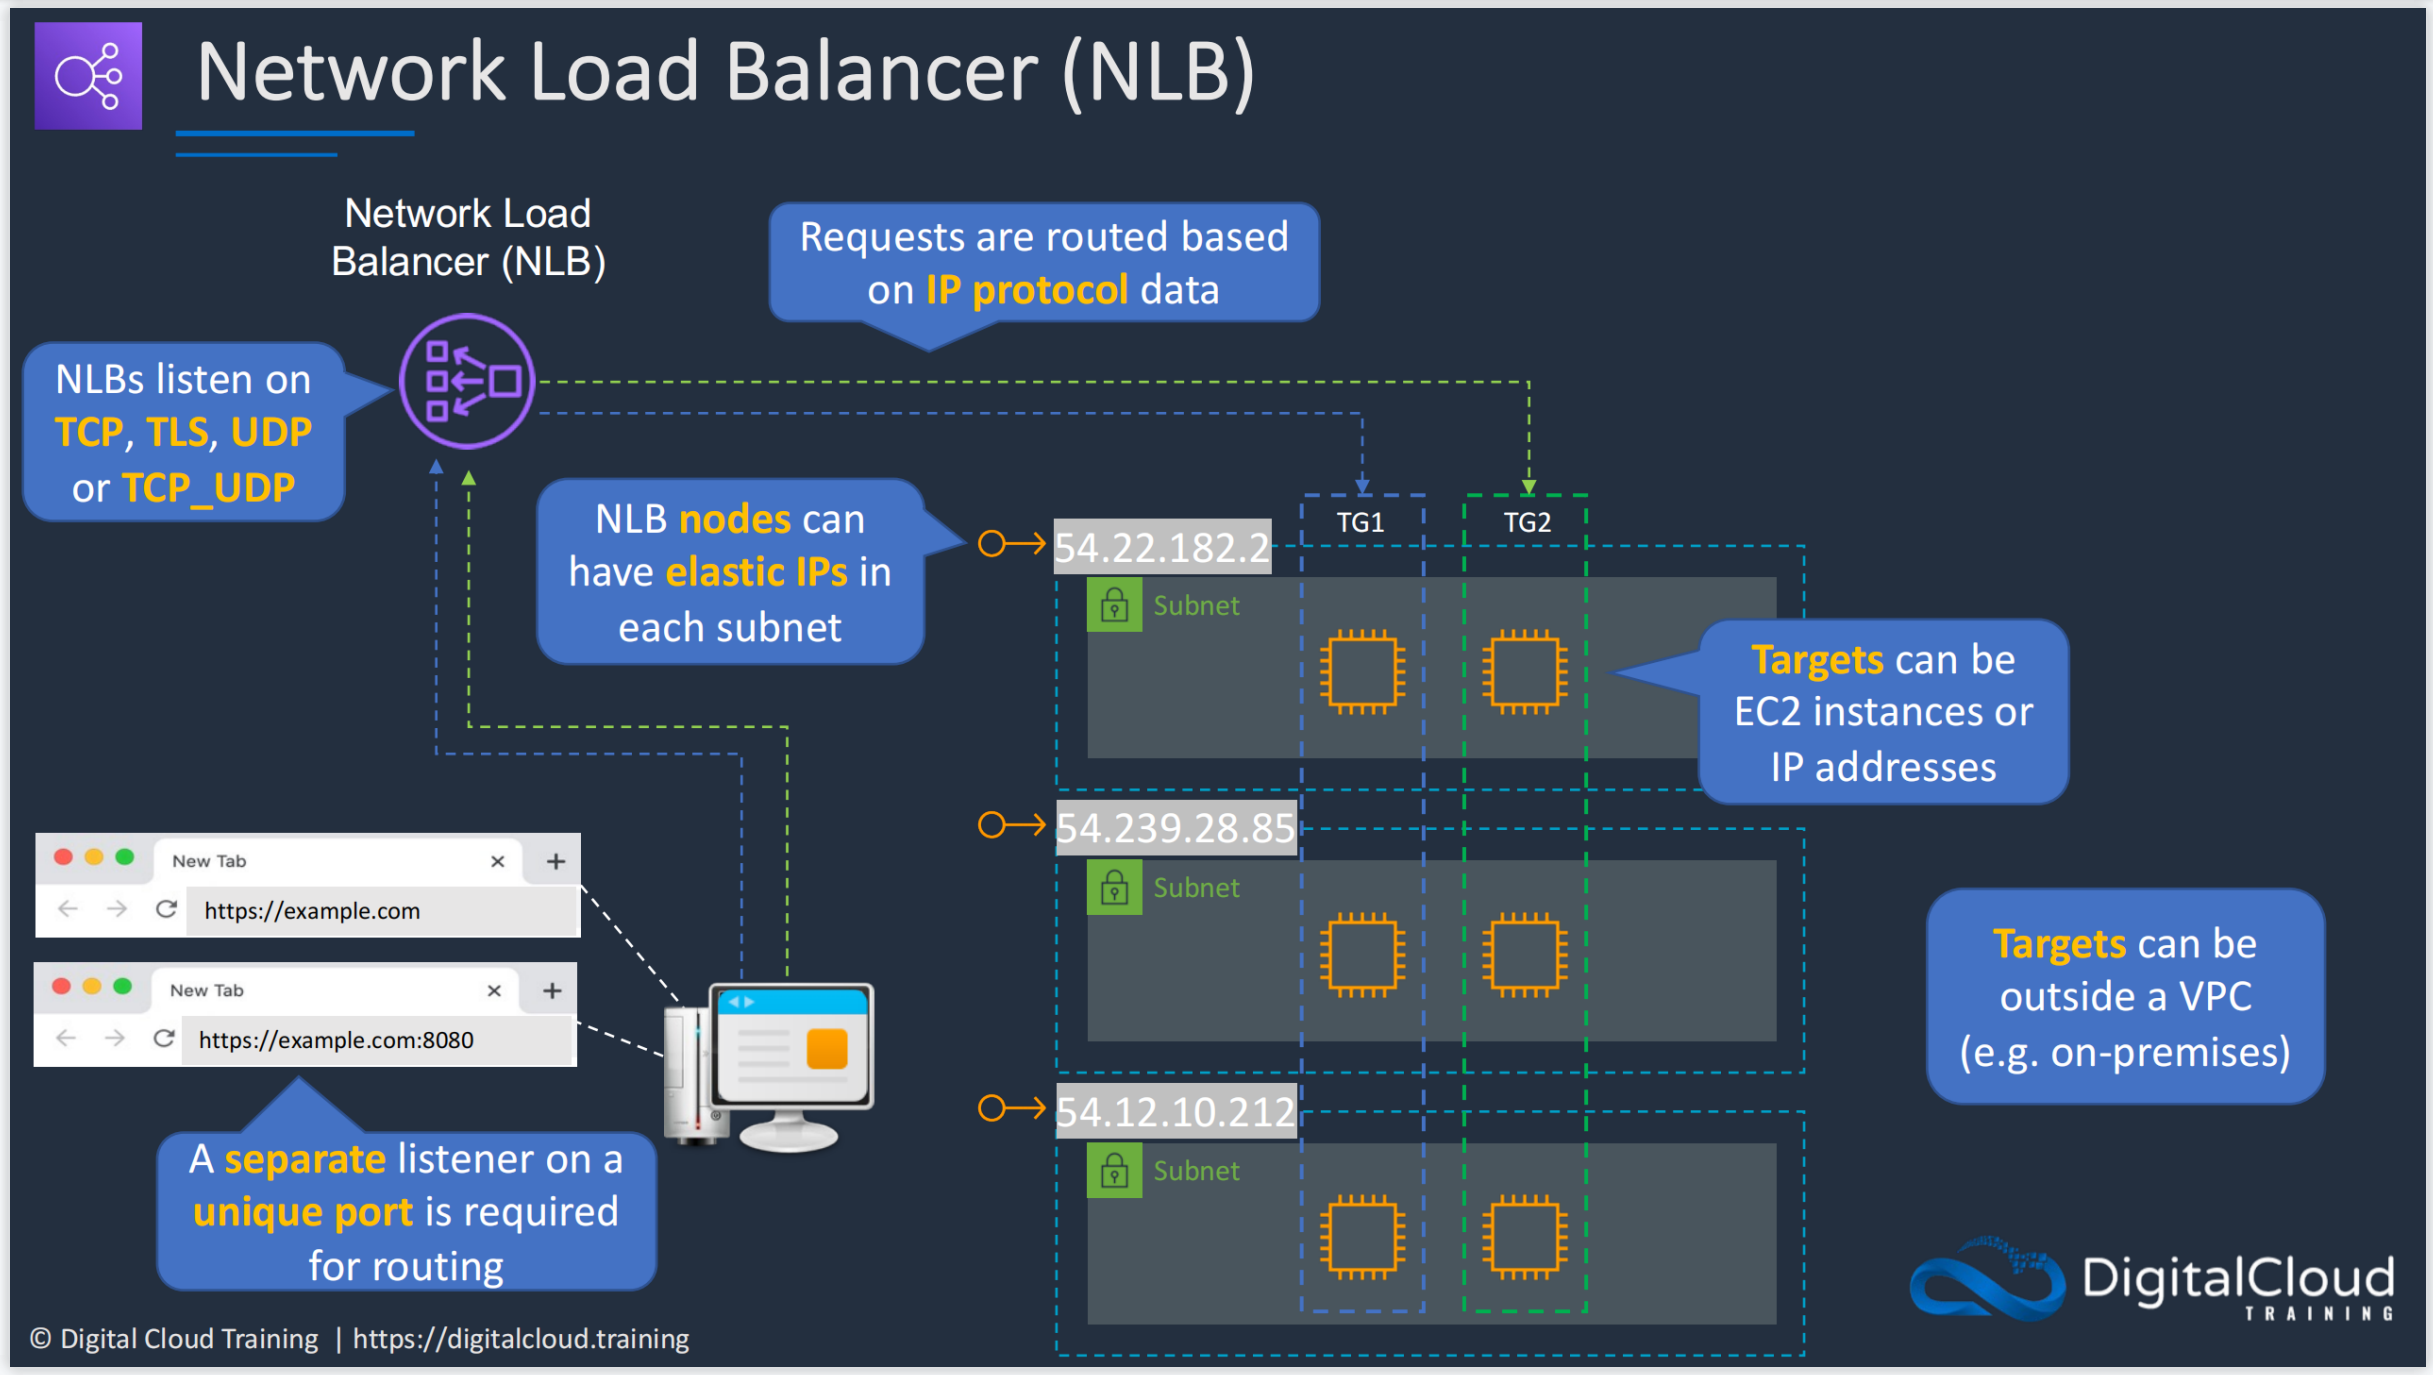 Network Load Balancer (NLB)
Network Load
Balancer (NLB)
Requests are routed based
on IP protocol data
NLBs listen on
TCP, TLS, UDP
or TCP_UDP
NLB nodes can
have elastic IPs in
each subnet
54.22.182.2
TG1
TG2
Subnet
Targets can be
EC2 instances or
IP addresses
54.239.28.85
Subnet
Targets can be
outside a VPC
(e.g. on-premises)
54.12.10.212
Subnet
New Tab
https://example.com
New Tab
https://example.com:8080
A separate listener on a
unique port is required
for routing
DigitalCloud
TRAINING
© Digital Cloud Training | https://digitalcloud.training